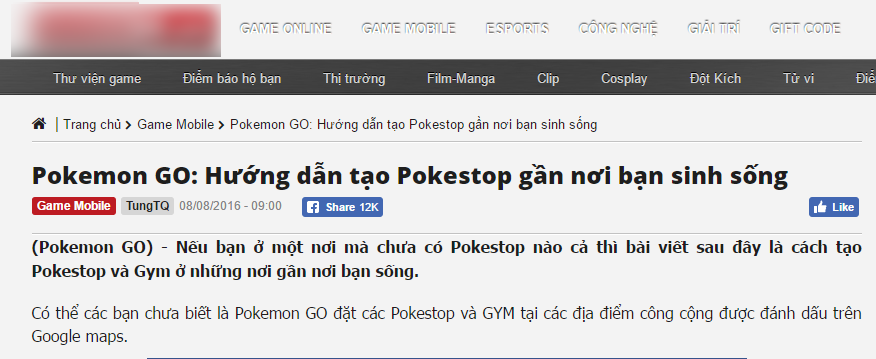 GAME ONLINE GAME MOBILE ESPORTS CÔNG NGHỆ GIẢI TRÍ GIFT CODE
Thư viện game Điểm báo hộ bạn Thị trường Film-Manga Clip Cosplay Đột Kích Tử vi Điể
Trang chủ > Game Mobile > Pokemon GO: Hướng dẫn tạo Pokestop gần nơi bạn sinh sống
Pokemon GO: Hướng dẫn tạo Pokestop gần nơi bạn sinh sống
Game Mobile TungTQ 08/08/2016 - 09:00 Share 12K Like
(Pokemon GO) - Nếu bạn ở một nơi mà chưa có Pokestop nào cả thì bài viết sau đây là cách tạo
Pokestop và Gym ở những nơi gần nơi bạn sống.
Có thể các bạn chưa biết là Pokemon GO đặt các Pokestop và GYM tại các địa điểm công cộng được đánh dấu trên
Google maps.